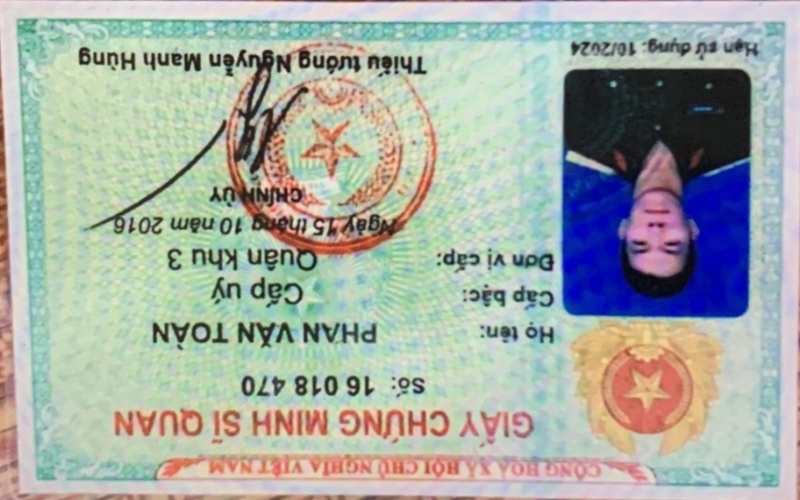 CỘNG HOÀ XÃ HỘI CHỦ NGHĨA VIỆT NAM
GIẤY CHỨNG MINH SĨ QUAN
Số: 16 018 470
Họ tên: PHAN VĂN TOÀN
Cấp bậc: Cấp uý
Đơn vị cấp: Quân khu 3
Ngày 15 tháng 10 năm 2016
CHÍNH ỦY
Thiếu tướng Nguyễn Mạnh Hùng
Hạn sử dụng: 10/2024